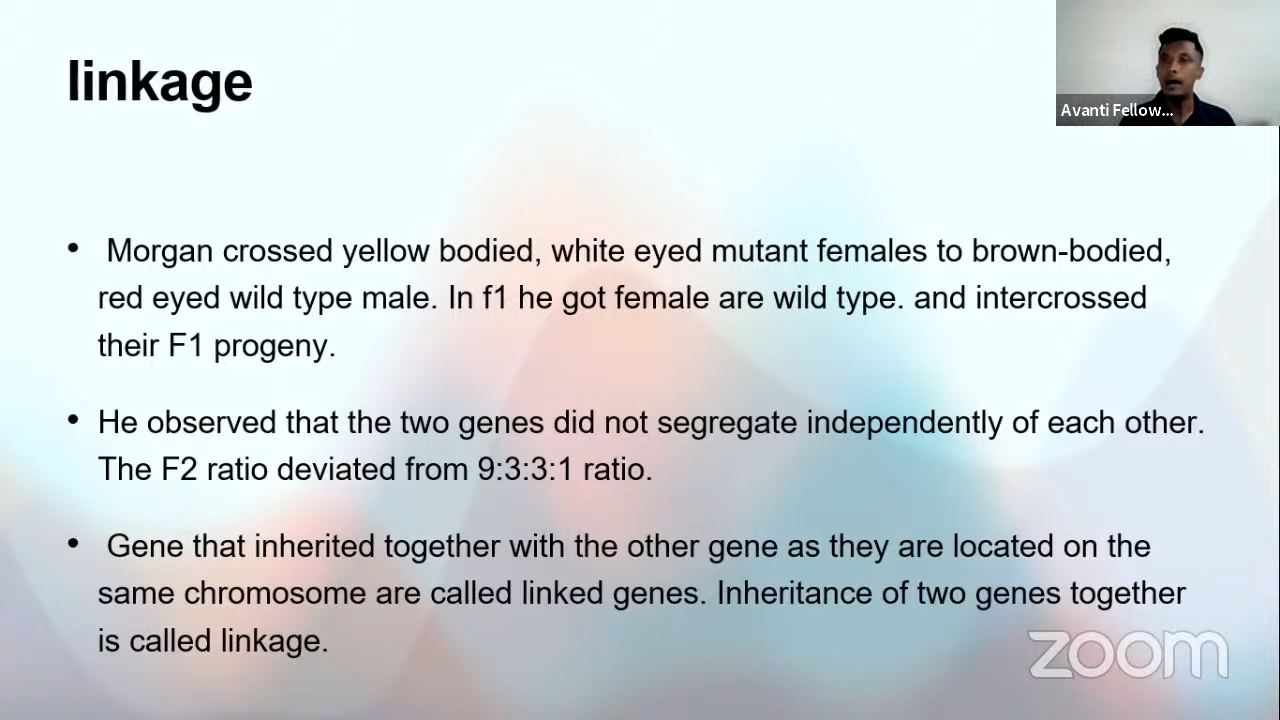 linkage
Avanti Fellow...
• Morgan crossed yellow bodied, white eyed mutant females to brown-bodied,
red eyed wild type male. In f1 he got female are wild type. and intercrossed
their F1 progeny.
• He observed that the two genes did not segregate independently of each other.
The F2 ratio deviated from 9:3:3:1 ratio.
• Gene that inherited together with the other gene as they are located on the
same chromosome are called linked genes. Inheritance of two genes together
is called linkage.
zoom